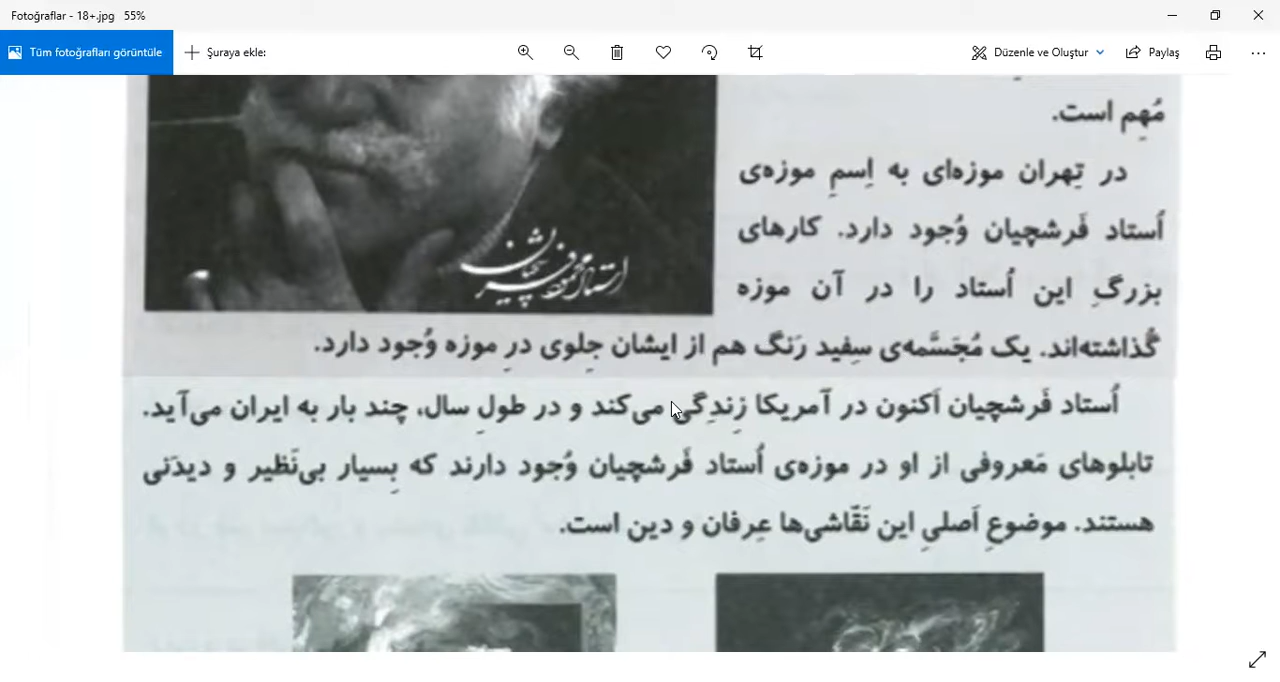 Fotoğraflar - 18+.jpg   55%
Tüm fotoğrafları görüntüle
Şuraya ekle:
Düzenle ve Oluştur
Paylaş
مُهِم است.
در تِهران موزه‌ای به اِسمِ موزه‌ی
اُستاد فَرشچیان وُجود دارد. کارهای
بزرگِ این اُستاد را در آن موزه
گُذاشته‌اند. یک مُجَسَّمه‌ی سِفید رَنگ هم از ایشان جِلوی درِ موزه وُجود دارد.
اُستاد فَرشچیان اَکنون در آمریکا زِندِگی می‌کند و در طولِ سال، چند بار به ایران می‌آید.
تابلوهای مَعروفی از او در موزه‌ی اُستاد فَرشچیان وُجود دارند که بِسیار بی‌نَظیر و دیدَنی
هستند. موضوعِ اَصلیِ این نَقّاشی‌ها عِرفان و دین است.